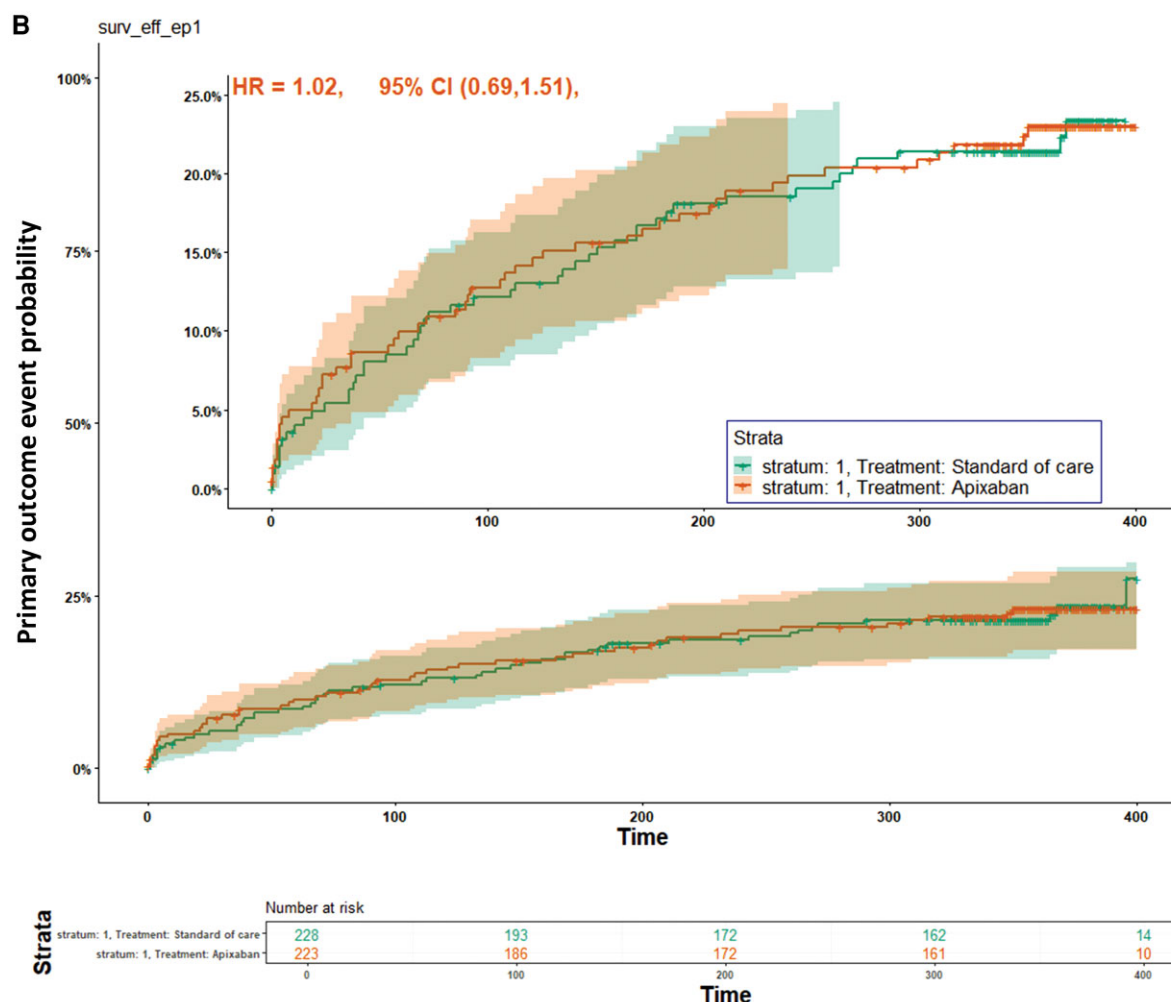 B
surv_eff_ep1
100%
75%
50%
25%
0%
Primary outcome event probability
HR = 1.02, 95% CI (0.69,1.51),
25.0%
20.0%
15.0%
10.0%
5.0%
0.0%
0 100 200 300 400
Strata
stratum: 1, Treatment: Standard of care
stratum: 1, Treatment: Apixaban
0 100 200 300 400
Time
Number at risk
Strata
stratum: 1, Treatment: Standard of care 228 193 172 162 14
stratum: 1, Treatment: Apixaban 223 186 172 161 10
0 100 200 300 400
Time